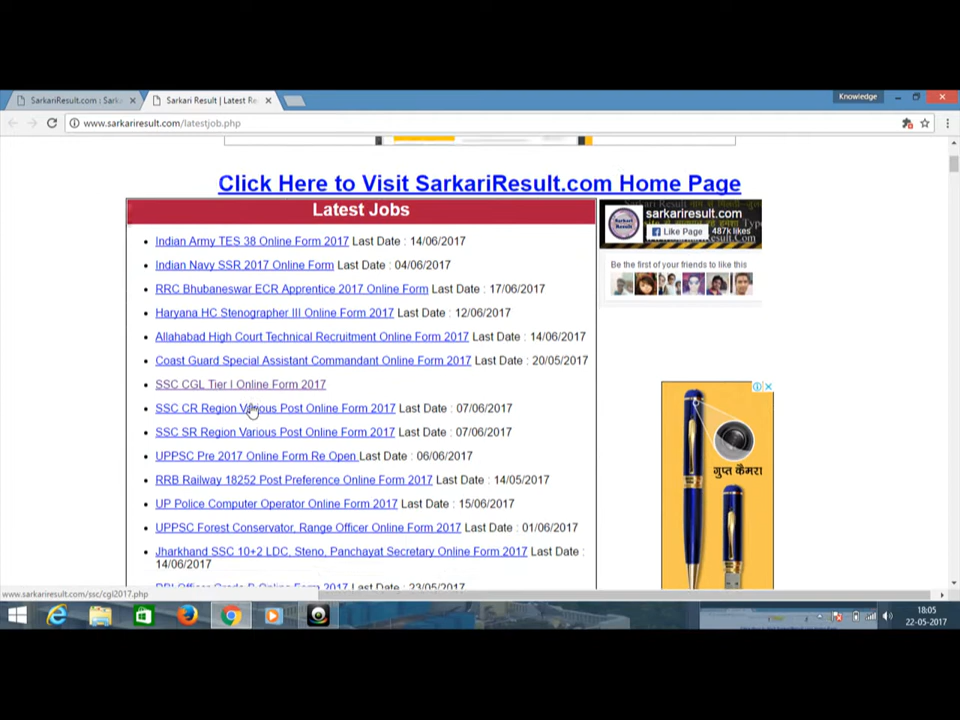 SarkariResult.com : Sarka
Sarkari Result | Latest Re
Knowledge
www.sarkariresult.com/latestjob.php
Click Here to Visit SarkariResult.com Home Page
Latest Jobs
Indian Army TES 38 Online Form 2017 Last Date : 14/06/2017
Indian Navy SSR 2017 Online Form Last Date : 04/06/2017
RRC Bhubaneswar ECR Apprentice 2017 Online Form Last Date : 17/06/2017
Haryana HC Stenographer III Online Form 2017 Last Date : 12/06/2017
Allahabad High Court Technical Recruitment Online Form 2017 Last Date : 14/06/2017
Coast Guard Special Assistant Commandant Online Form 2017 Last Date : 20/05/2017
SSC CGL Tier I Online Form 2017
SSC CR Region Various Post Online Form 2017 Last Date : 07/06/2017
SSC SR Region Various Post Online Form 2017 Last Date : 07/06/2017
UPPSC Pre 2017 Online Form Re Open Last Date : 06/06/2017
RRB Railway 18252 Post Preference Online Form 2017 Last Date : 14/05/2017
UP Police Computer Operator Online Form 2017 Last Date : 15/06/2017
UPPSC Forest Conservator, Range Officer Online Form 2017 Last Date : 01/06/2017
Jharkhand SSC 10+2 LDC, Steno, Panchayat Secretary Online Form 2017 Last Date :
14/06/2017
RBI Officer Grade B Online Form 2017 Last Date : 23/05/2017
sarkariresult.com
Like Page 487k likes
Be the first of your friends to like this
गुप्त कैमरा
www.sarkariresult.com/ssc/cgl2017.php
18:05
22-05-2017